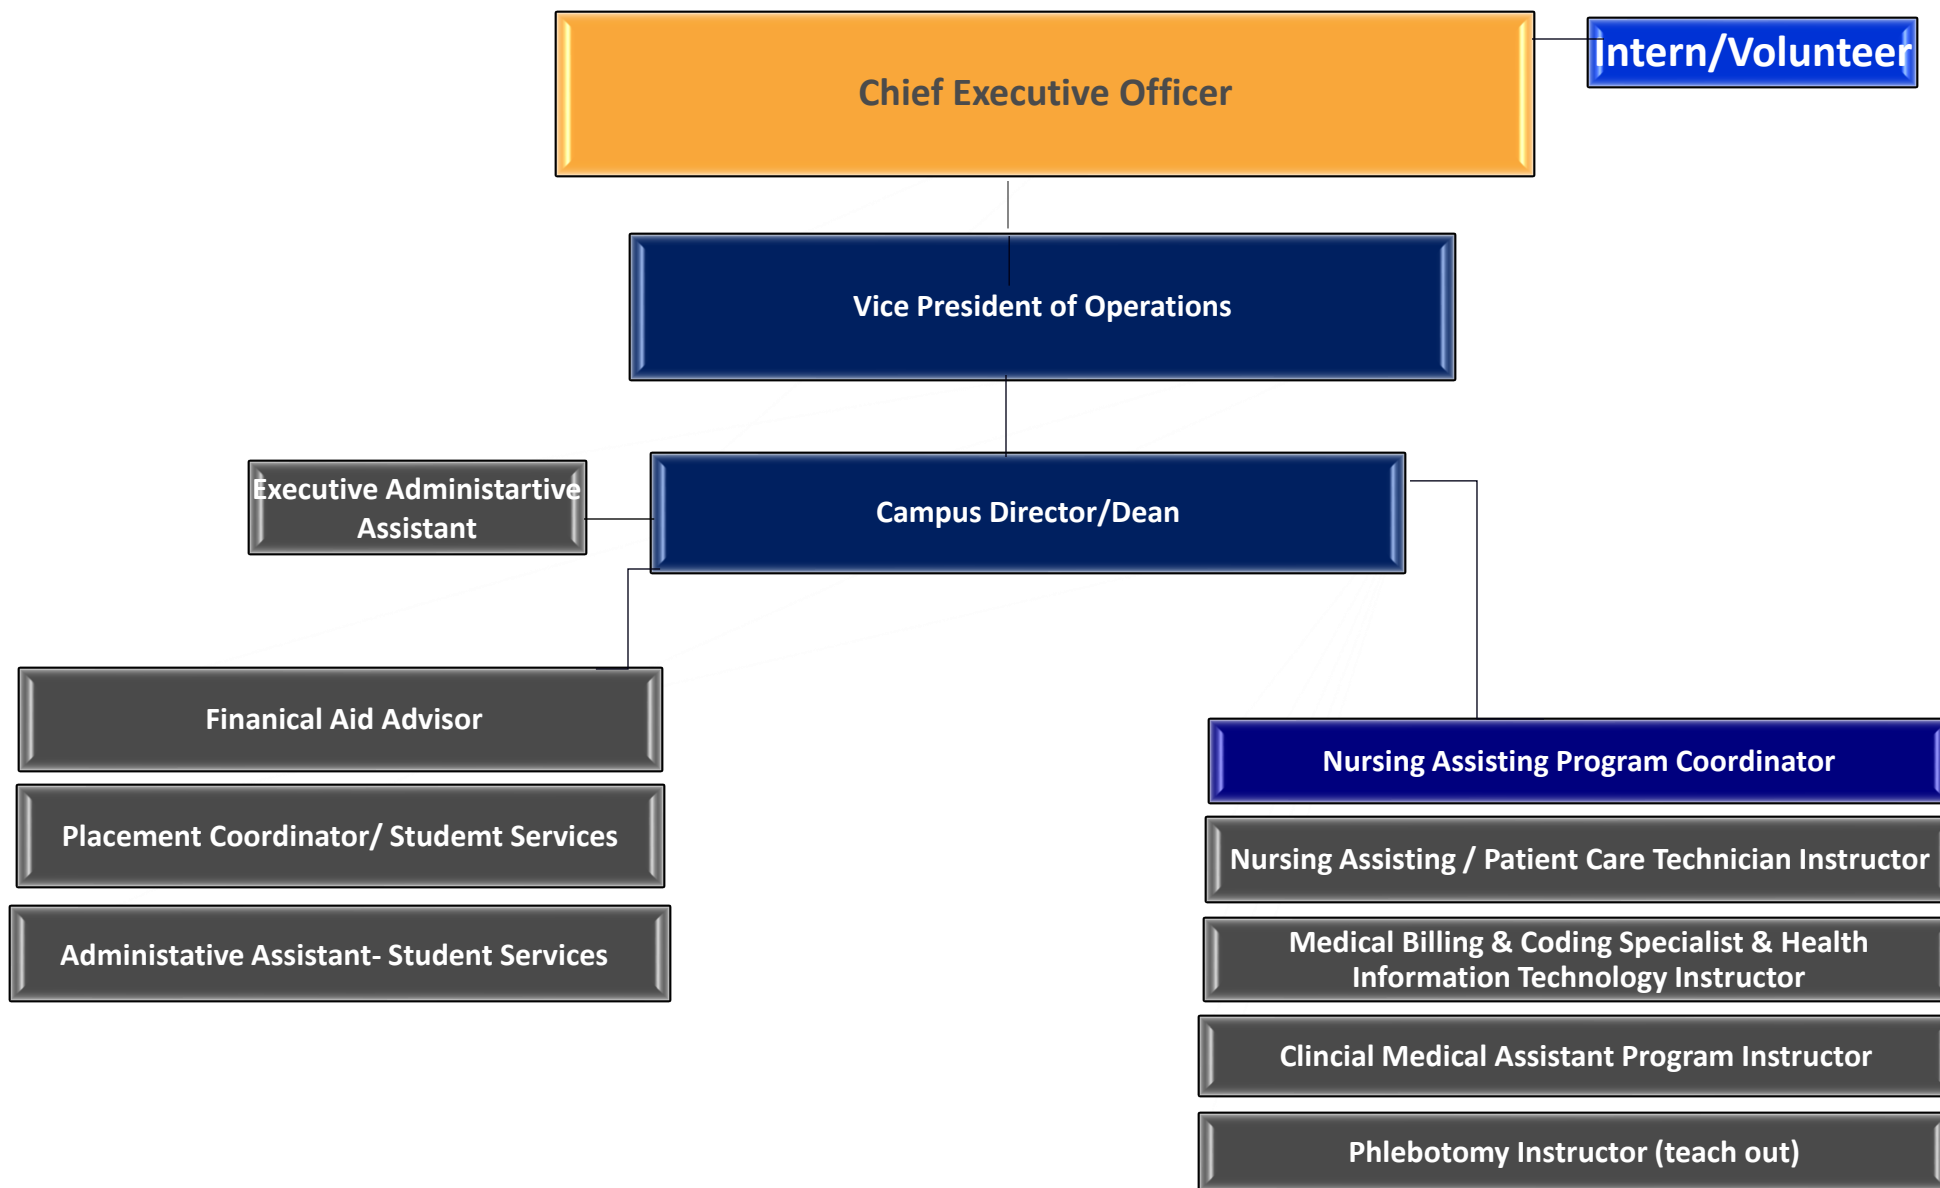 Chief Executive Officer
Intern/Volunteer
Vice President of Operations
Executive Administartive
Assistant
Campus Director/Dean
Finanical Aid Advisor
Placement Coordinator/ Studemt Services
Administative Assistant- Student Services
Nursing Assisting Program Coordinator
Nursing Assisting / Patient Care Technician Instructor
Medical Billing & Coding Specialist & Health
Information Technology Instructor
Clincial Medical Assistant Program Instructor
Phlebotomy Instructor (teach out)